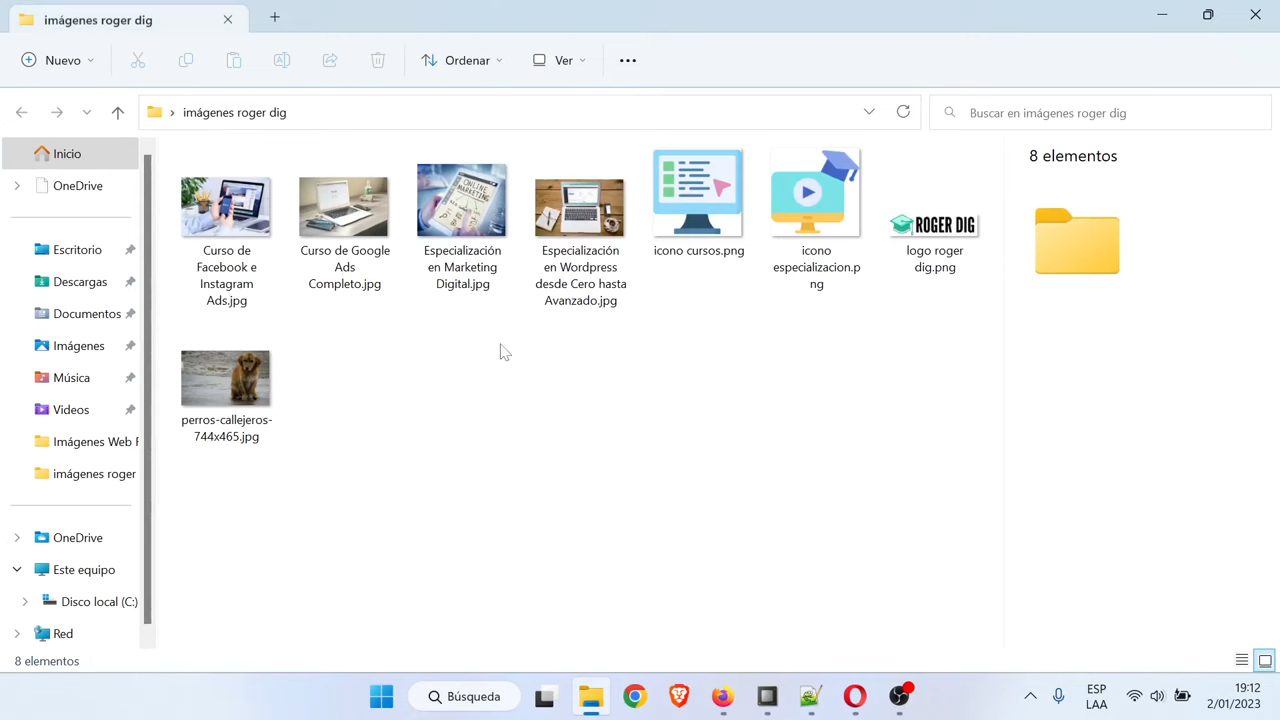 imágenes roger dig
Nuevo
Ordenar
Ver
imágenes roger dig
Buscar en imágenes roger dig
Inicio
OneDrive
Escritorio
Descargas
Documentos
Imágenes
Música
Videos
Imágenes Web R
imágenes roger
OneDrive
Este equipo
Disco local (C:)
Red
Curso de
Facebook e
Instagram
Ads.jpg
Curso de Google
Ads
Completo.jpg
ONLINE
MARKETING
Especialización
en Marketing
Digital.jpg
Especialización
en Wordpress
desde Cero hasta
Avanzado.jpg
icono cursos.png
icono
especializacion.p
ng
ROGER DIG
logo roger
dig.png
perros-callejeros-
744x465.jpg
8 elementos
8 elementos
Búsqueda
ESP
LAA
19:12
2/01/2023